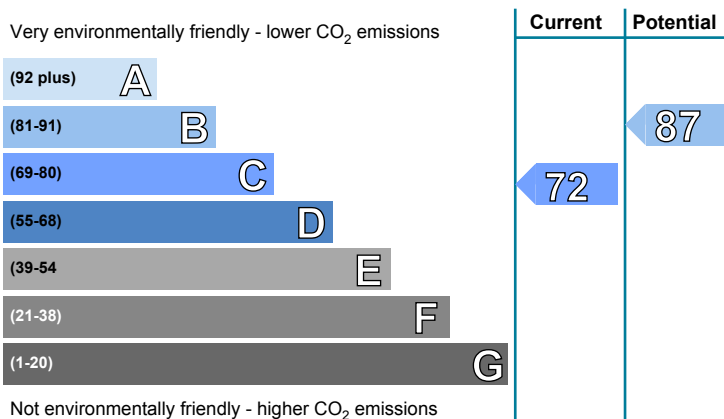 Current Potential
Very environmentally friendly - lower CO2 emissions
(92 plus) A
(81-91) B 87
(69-80) C 72
(55-68) D
(39-54 E
(21-38) F
(1-20) G
Not environmentally friendly - higher CO2 emissions